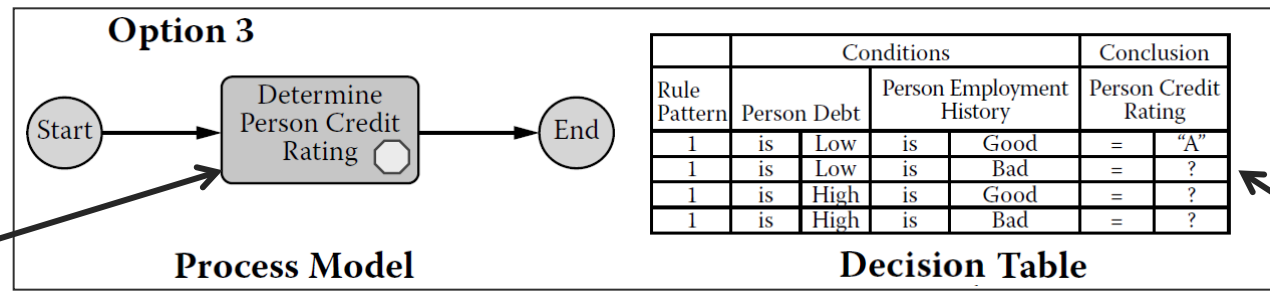 Option 3
Start
Determine
Person Credit
Rating
End
Process Model
Conditions Conclusion
Rule
Pattern Person Debt Person Employment
History Person Credit
Rating
1 is Low is Good = “A”
1 is Low is Bad = ?
1 is High is Good = ?
1 is High is Bad = ?
Decision Table